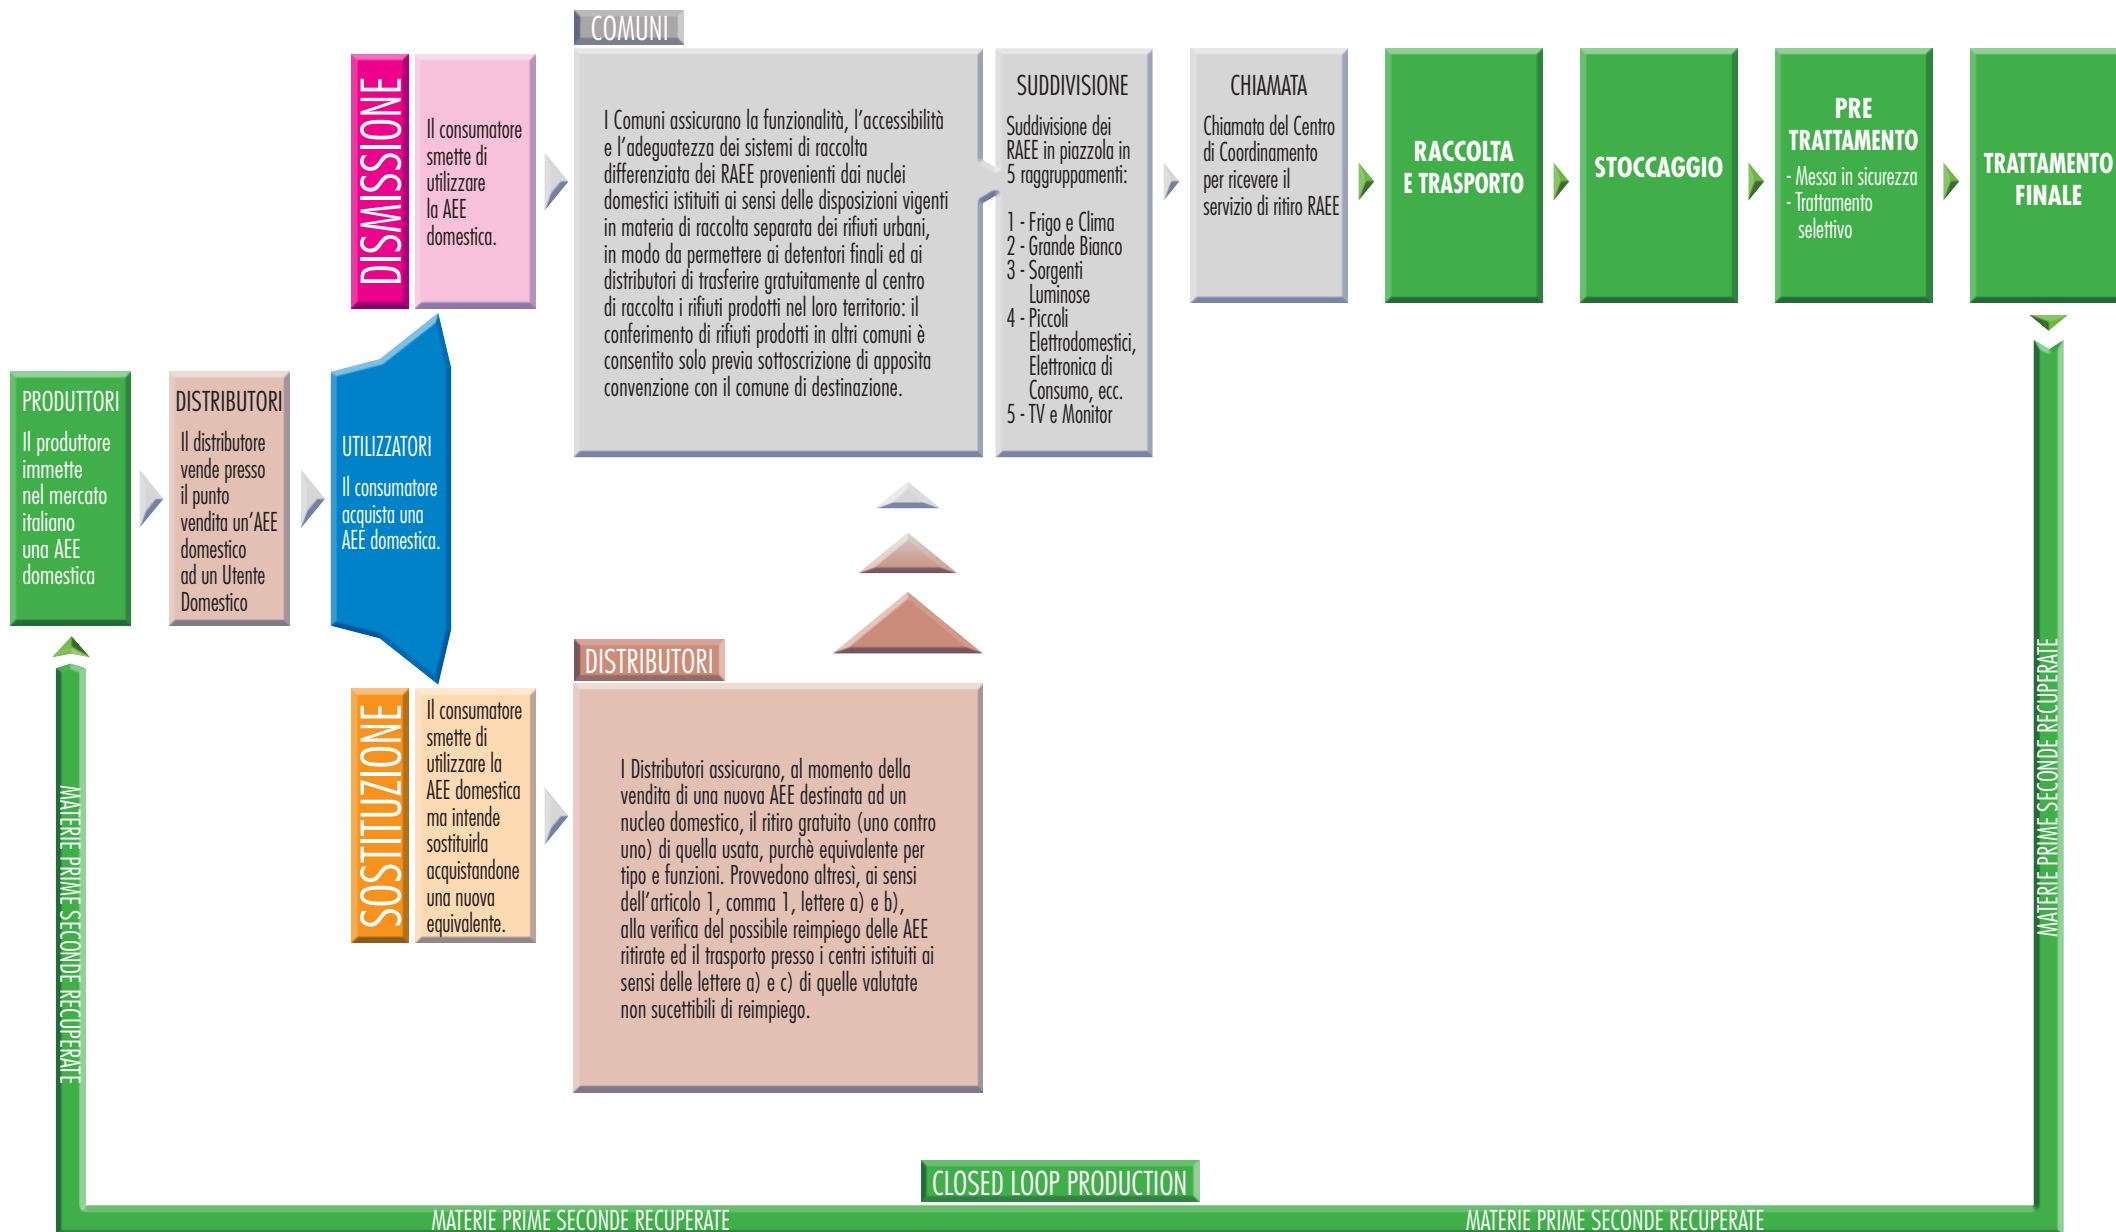 PRODUTTORI
Il produttore
immette
nel mercato
italiano
una AEE
domestica
DISTRIBUTORI
Il distributore
vende presso
il punto
vendita un'AEE
domestico
ad un Utente
Domestico
UTILIZZATORI
Il consumatore
acquista una
AEE domestica.
DISMISSIONE
Il consumatore
smette di
utilizzare
la AEE
domestica.
SOSTITUZIONE
Il consumatore
smette di
utilizzare la
AEE domestica
ma intende
sostituirla
acquistandone
una nuova
equivalente.
COMUNI
I Comuni assicurano la funzionalità, l'accessibilità
e l'adeguatezza dei sistemi di raccolta
differenziata dei RAEE provenienti dai nuclei
domestici istituiti ai sensi delle disposizioni vigenti
in materia di raccolta separata dei rifiuti urbani,
in modo da permettere ai detentori finali ed ai
distributori di trasferire gratuitamente al centro
di raccolta i rifiuti prodotti nel loro territorio: il
conferimento di rifiuti prodotti in altri comuni è
consentito solo previa sottoscrizione di apposita
convenzione con il comune di destinazione.
DISTRIBUTORI
I Distributori assicurano, al momento della
vendita di una nuova AEE destinata ad un
nucleo domestico, il ritiro gratuito (uno contro
uno) di quella usata, purchè equivalente per
tipo e funzioni. Provvedono altresì, ai sensi
dell'articolo 1, comma 1, lettere a) e b),
alla verifica del possibile reimpiego delle AEE
ritirate ed il trasporto presso i centri istituiti ai
sensi delle lettere a) e c) di quelle valutate
non sucettibili di reimpiego.
SUDDIVISIONE
Suddivisione dei
RAEE in piazzola in
5 raggruppamenti:
1 - Frigo e Clima
2 - Grande Bianco
3 - Sorgenti
Luminose
4 - Piccoli
Elettrodomestici,
Elettronica di
Consumo, ecc.
5 - TV e Monitor
CHIAMATA
Chiamata del Centro
di Coordinamento
per ricevere il
servizio di ritiro RAEE
RACCOLTA
E TRASPORTO
STOCCAGGIO
PRE
TRATTAMENTO
- Messa in sicurezza
- Trattamento
selettivo
TRATTAMENTO
FINALE
MATERIE PRIME SECONDE RECUPERATE
CLOSED LOOP PRODUCTION
MATERIE PRIME SECONDE RECUPERATE
MATERIE PRIME SECONDE RECUPERATE
MATERIE PRIME SECONDE RECUPERATE